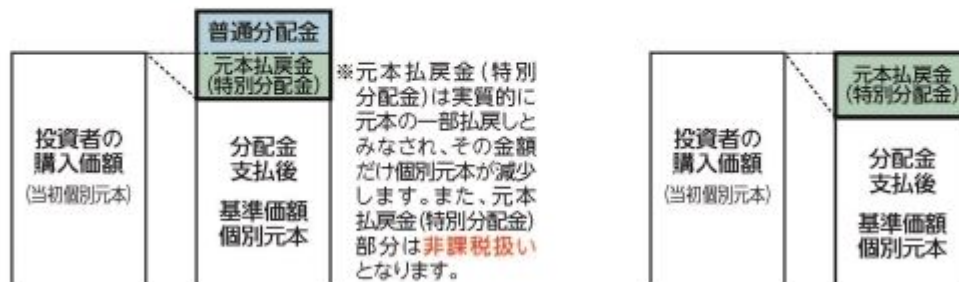 普通分配金
元本払戻金
(特別分配金)
投資者の
購入価額
(当初個別元本)
分配金
支払後
基準価額
個別元本
※元本払戻金(特別
分配金)は実質的に
元本の一部払戻しと
みなされ、その金額
だけ個別元本が減少
します。また、元本
払戻金(特別分配金)
部分は非課税扱い
となります。
元本払戻金
(特別分配金)
投資者の
購入価額
(当初個別元本)
分配金
支払後
基準価額
個別元本